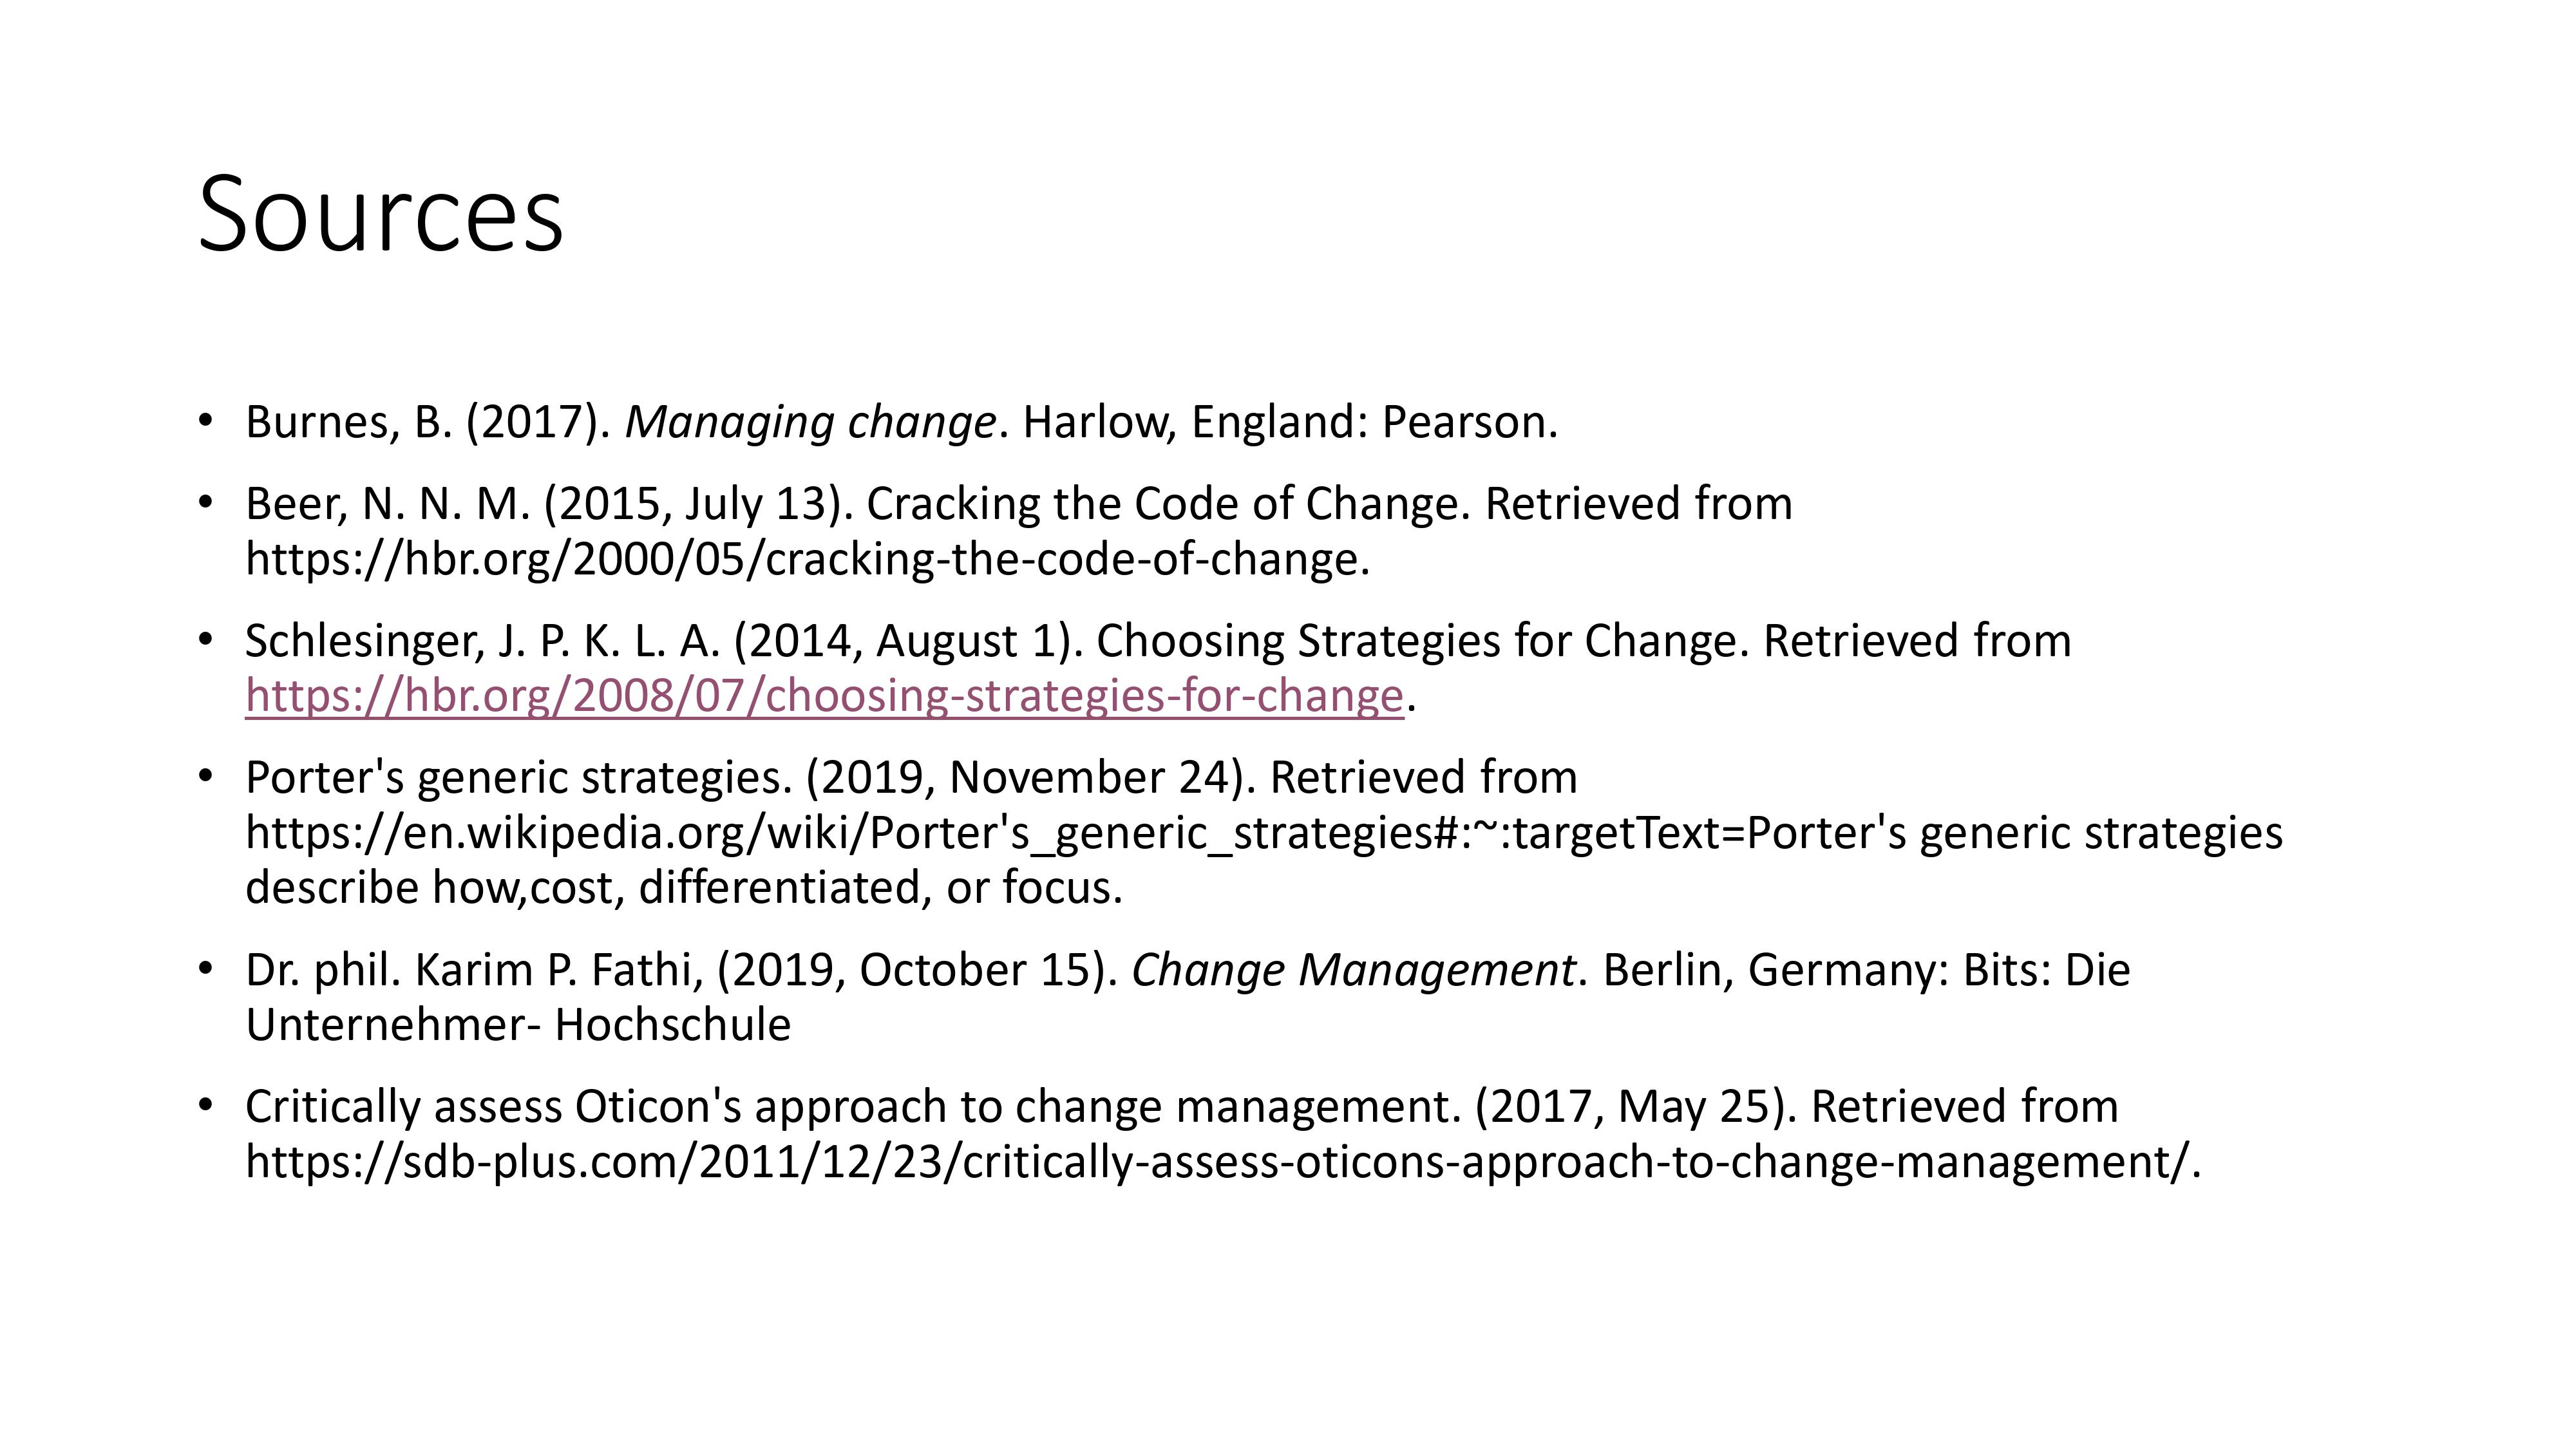 Sources
• Burnes, B. (2017). Managing change. Harlow, England: Pearson.
• Beer, N. N. M. (2015, July 13). Cracking the Code of Change. Retrieved from
https://hbr.org/2000/05/cracking-the-code-of-change.
• Schlesinger, J. P. K. L. A. (2014, August 1). Choosing Strategies for Change. Retrieved from
https://hbr.org/2008/07/choosing-strategies-for-change.
• Porter's generic strategies. (2019, November 24). Retrieved from
https://en.wikipedia.org/wiki/Porter's_generic_strategies#:~:targetText=Porter's generic strategies
describe how,cost, differentiated, or focus.
• Dr. phil. Karim P. Fathi, (2019, October 15). Change Management. Berlin, Germany: Bits: Die
Unternehmer- Hochschule
• Critically assess Oticon's approach to change management. (2017, May 25). Retrieved from
https://sdb-plus.com/2011/12/23/critically-assess-oticons-approach-to-change-management/.